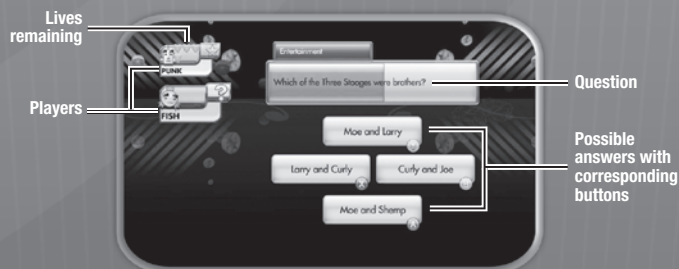 Lives
remaining
Entertainment
PUNK
Which of the Three Stooges were brothers?
Question
Players
FISH
Moe and Larry
Possible
answers with
corresponding
buttons
Larry and Curly
Curly and Joe
Moe and Shemp